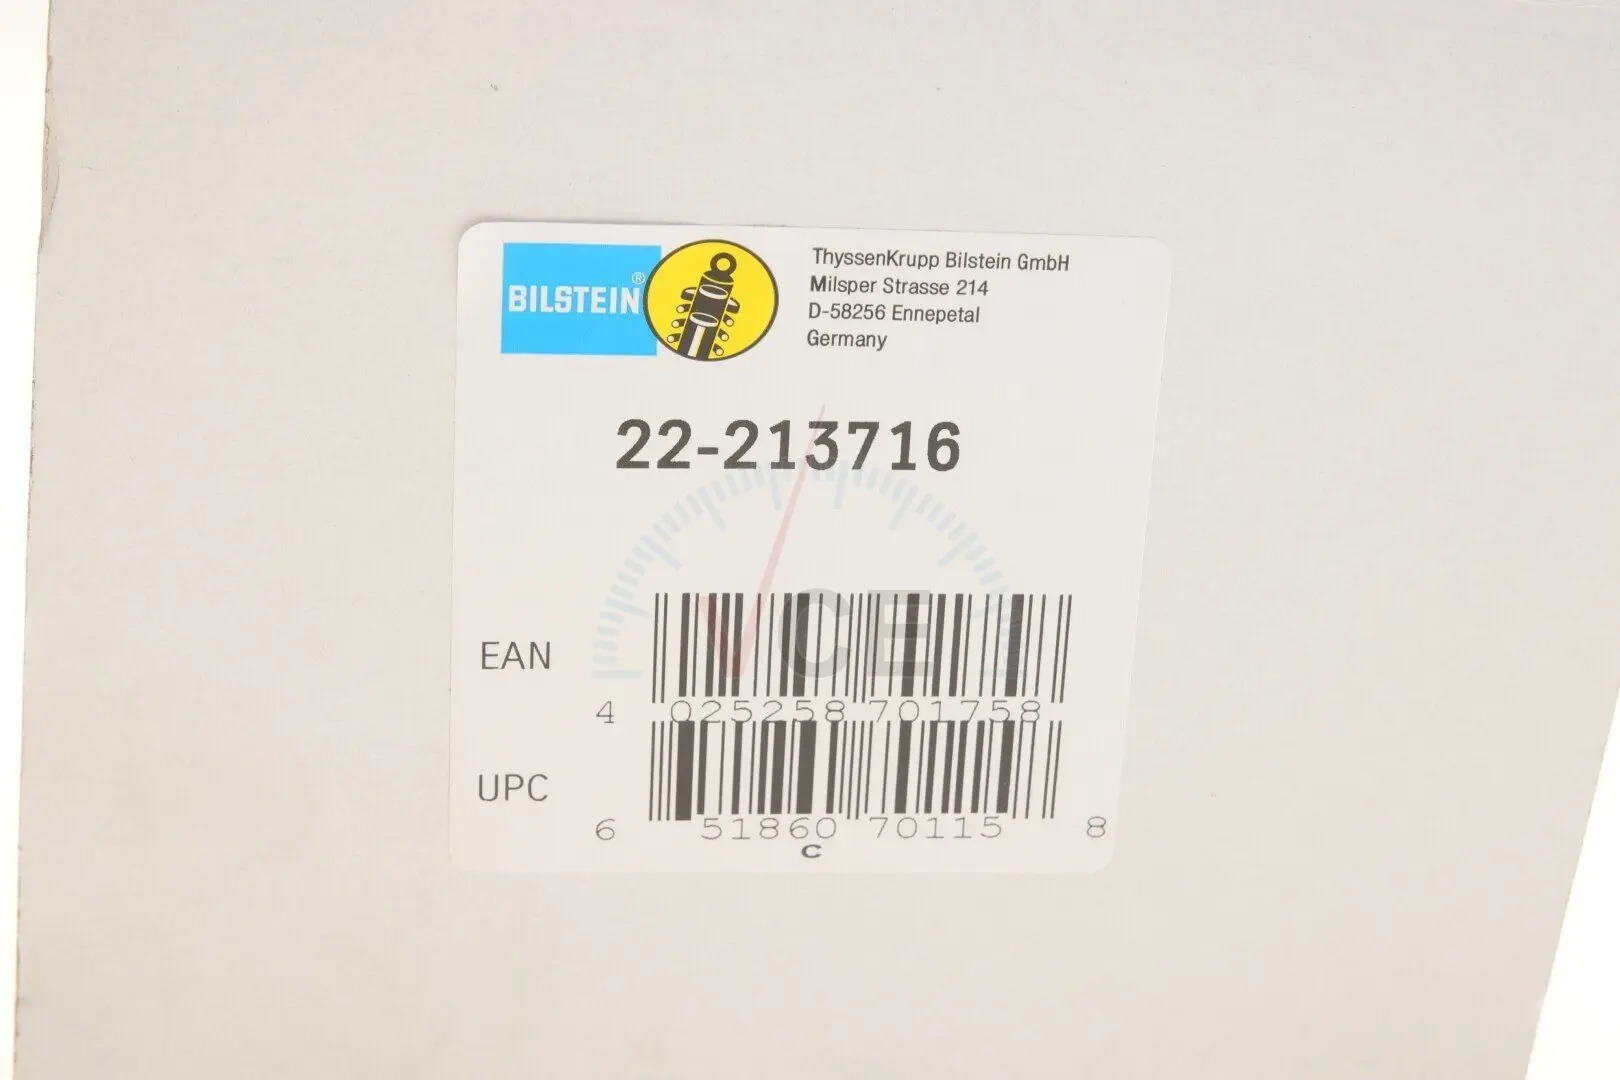 BILSTEIN®
ThyssenKrupp Bilstein GmbH
Milsper Strasse 214
D-58256 Ennepetal
Germany
22-213716
VCE
EAN
4 025258 701758
UPC
6 51860 70115 8
C